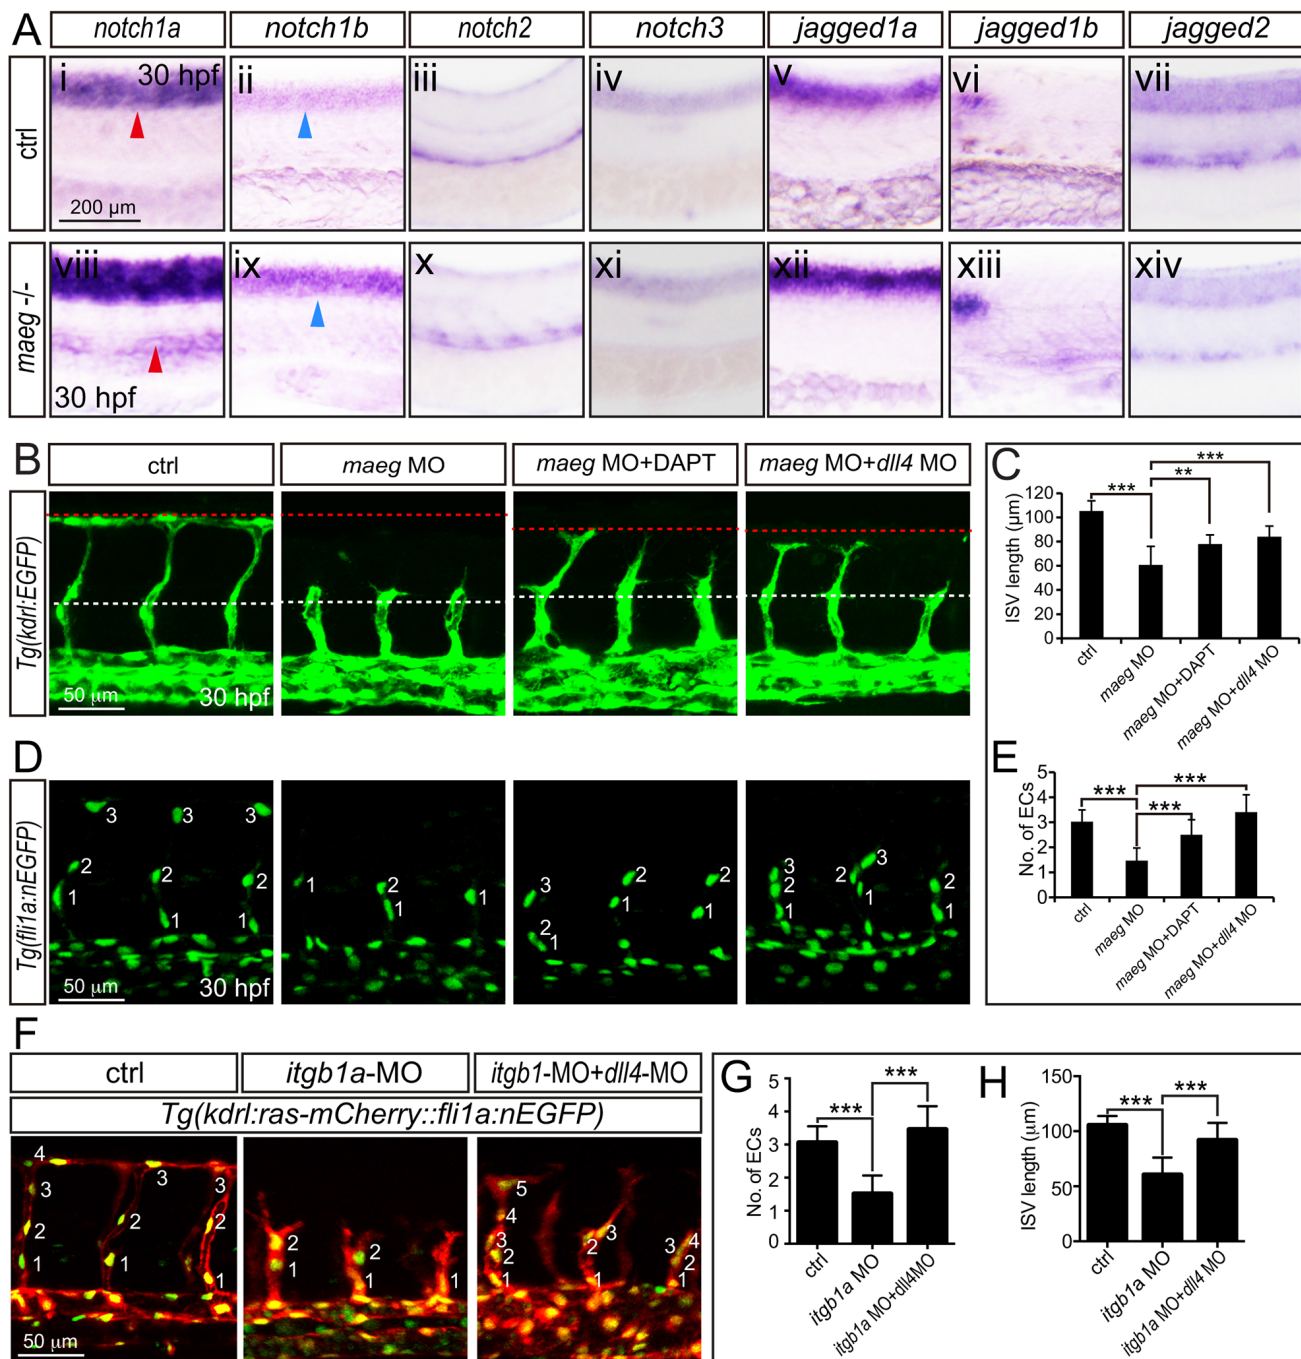 A
notch1a notch1b notch2 notch3 jagged1a jagged1b jagged2
ctrl
i 30 hpf ii iii iv v vi vii
200 µm
maeg -/-
viii ix x xi xii xiii xiv
30 hpf
B
ctrl maeg MO maeg MO+DAPT maeg MO+dll4 MO
Tg(kdrl:EGFP)
50 µm 30 hpf
C
*** ** ***
ISV length (µm)
120
100
80
60
40
20
0
ctrl maeg MO maeg MO+DAPT maeg MO+dll4 MO
D
Tg(fli1a:nEGFP)
3 3 3
2 2 2
1 1 1
1 2 1 1
3 2 1 2 1 2 1
3 2 1 3 2 1 2 1
50 µm 30 hpf
E
*** *** ***
No. of ECs
5
4
3
2
1
0
ctrl maeg MO maeg MO+DAPT maeg MO+dll4 MO
F
ctrl itgb1a-MO itgb1-MO+dll4-MO
Tg(kdrl:ras-mCherry::fli1a:nEGFP)
4 3 2 1 3 2 1 3 2 1
2 1 2 1 1
5 4 3 2 1 3 2 1 4 3 2 1
50 µm
G
*** ***
No. of ECs
5
4
3
2
1
0
ctrl itgb1a MO itgb1a MO+dll4MO
H
*** ***
ISV length (µm)
150
100
50
0
ctrl itgb1a MO itgb1a MO+dll4 MO